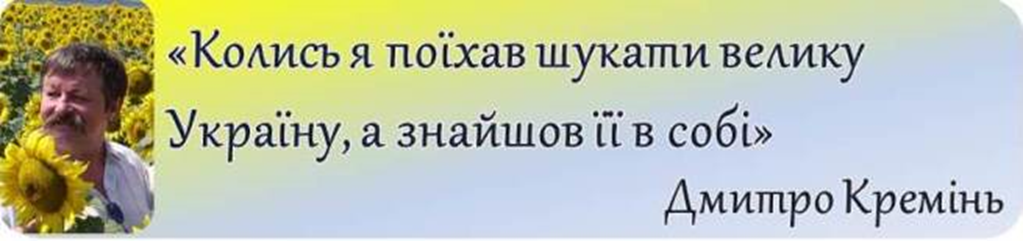 «Колись я поїхав шукати велику
Україну, а знайшов її в собі»
Дмитро Кремінь